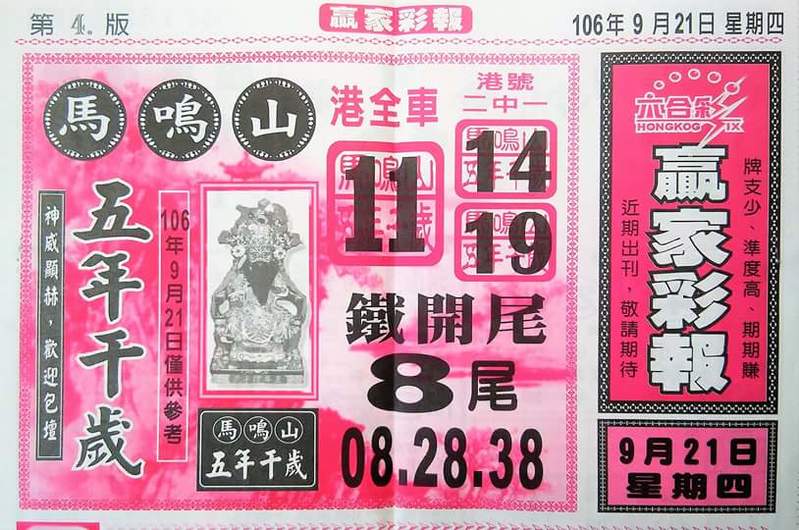 第4.版
贏家彩報
106年9月21日 星期四
馬鳴山
五年千歲
神威顯赫，歡迎包壇
106年9月21日僅供參考
馬鳴山
五年千歲
港全車
11
港號
二中一
14
19
鐵開尾
8尾
08.28.38
六合彩
HONGKOG SIX
贏家彩報
牌支少、準度高、期期賺
近期出刊，敬請期待
9月21日
星期四